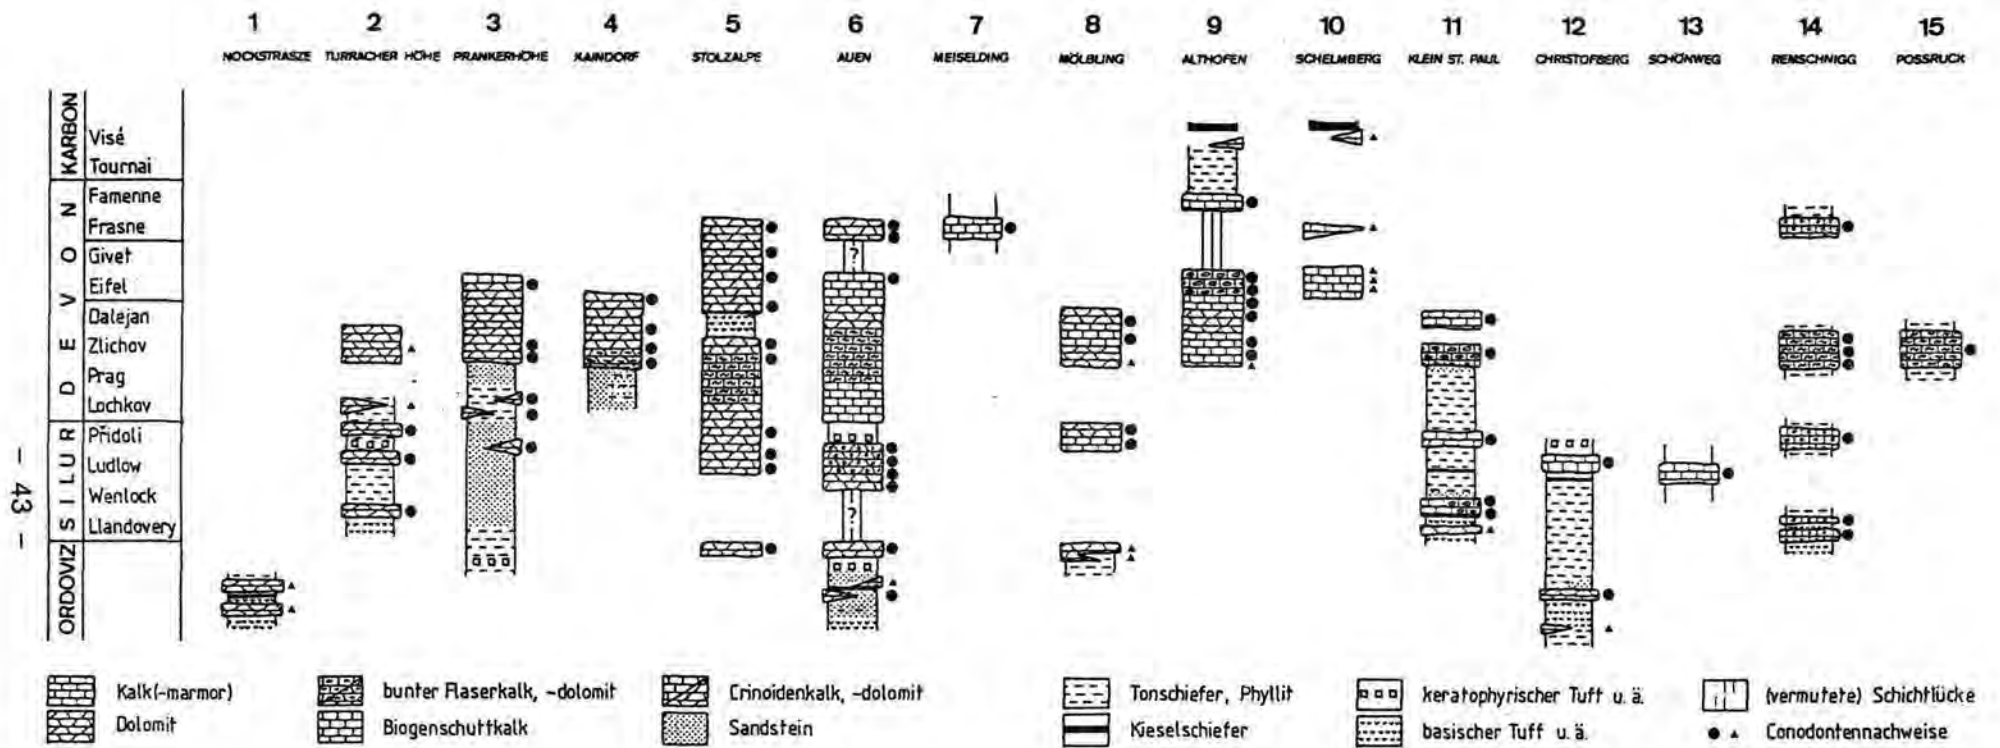 1 2 3 4 5 6 7 8 9 10 11 12 13 14 15
NOCKSTRASZE TURRACHER HÖHE PRANKERHÖHE KAINDORF STOLZALPE AUEN MEISELDING MÖLBLING ALTHOFEN SCHELMBERG KLEIN ST. PAUL CHRISTOFBERG SCHÖNWEG REMSCHNIGG POSSRUCK
KARBON
Visé
Tournai
DEVON
Famenne
Frasne
Givet
Eifel
Dalejan
Zlichov
Prag
Lochkov
SILUR
Přidoli
Ludlow
Wenlock
Llandovery
ORDOVIZ
?
?
— 43 —
Kalk(-marmor)
Dolomit
bunter Flaserkalk, -dolomit
Biogenschuttkalk
Crinoidenkalk, -dolomit
Sandstein
Tonschiefer, Phyllit
Kieselschiefer
keratophyrischer Tuff u. ä.
basischer Tuff u. ä.
(vermutete) Schichtlücke
Conodontennachweise